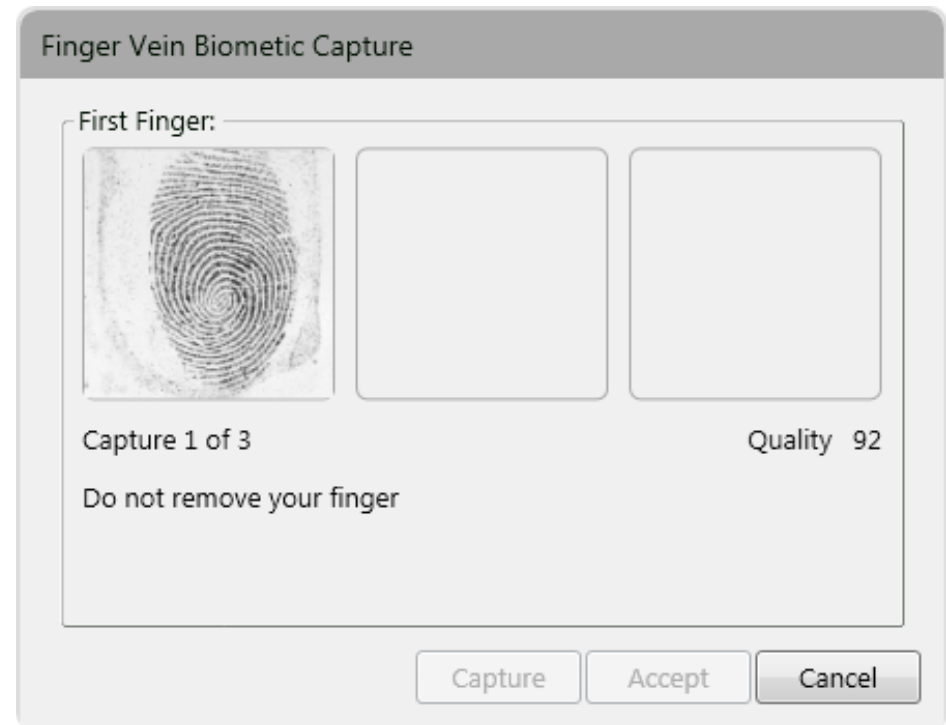 Finger Vein Biometic Capture
First Finger:
Capture 1 of 3
Quality 92
Do not remove your finger
Capture
Accept
Cancel